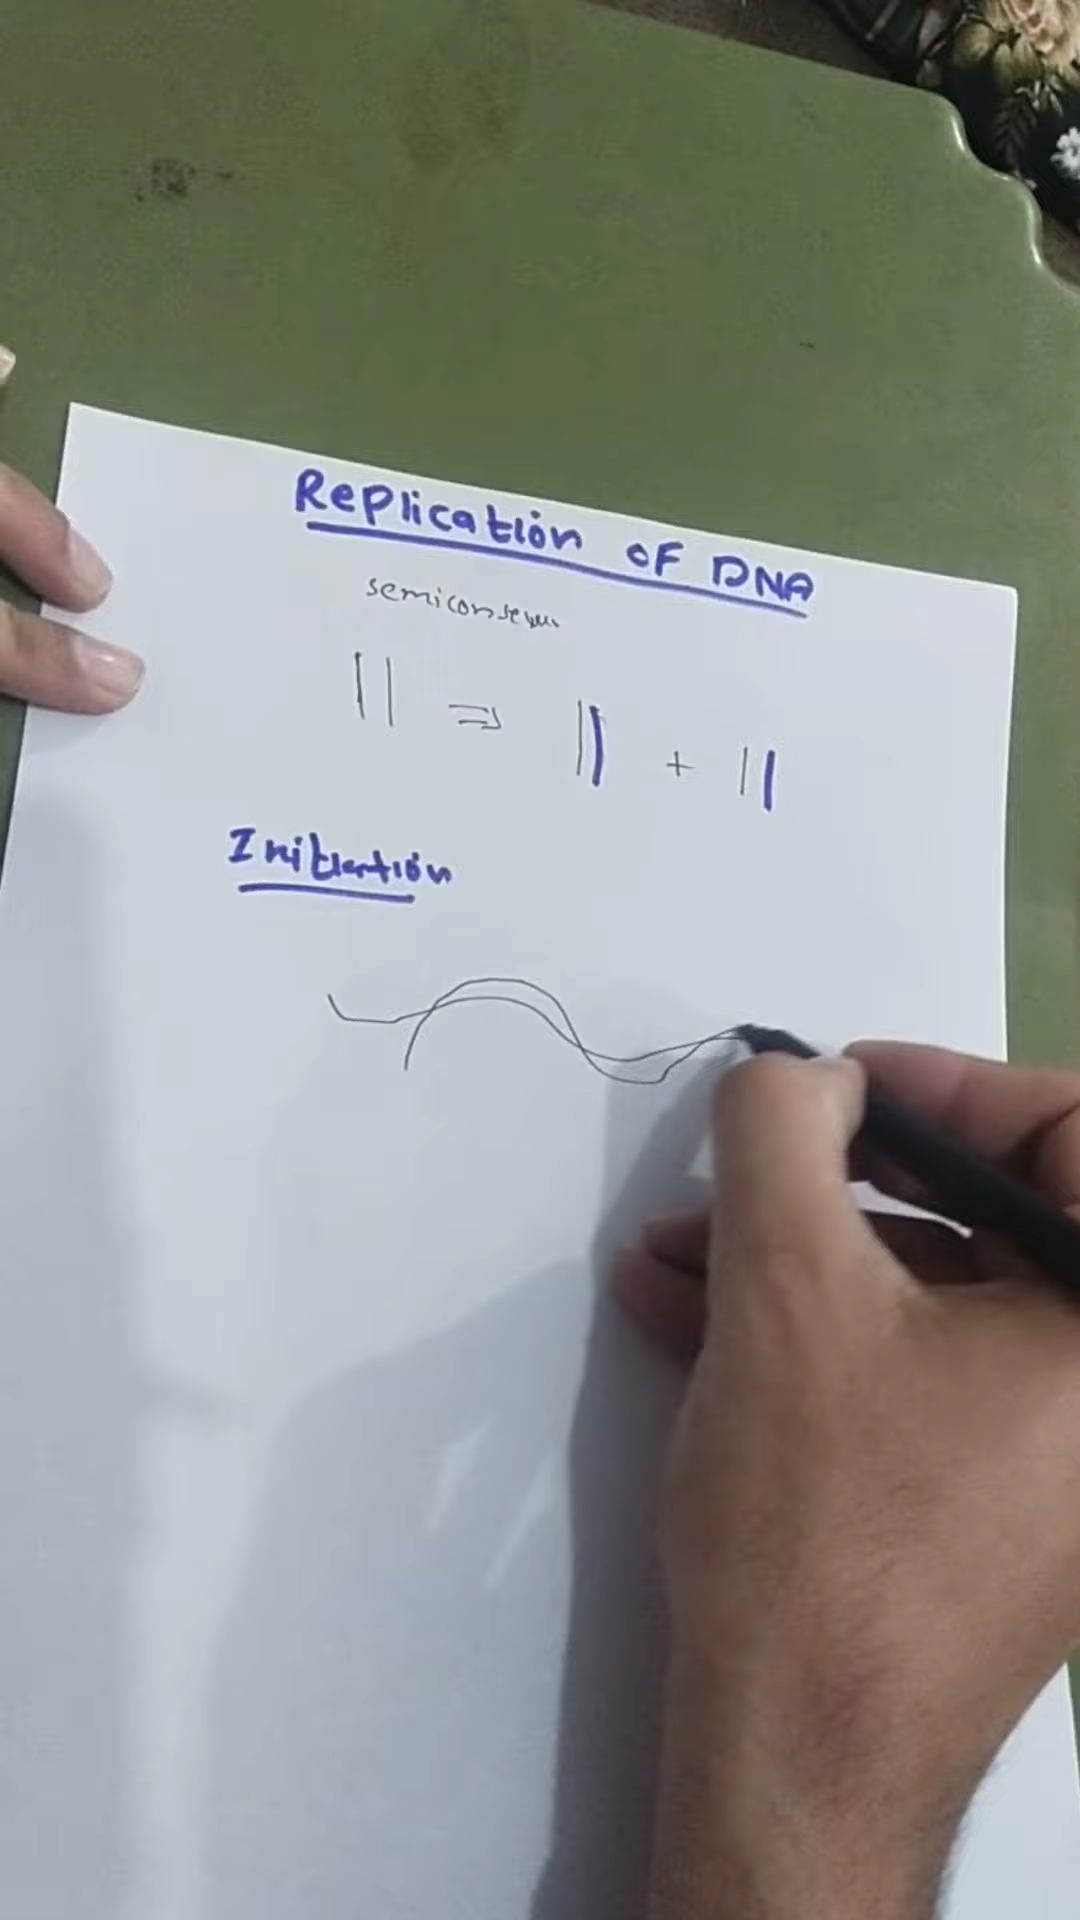 Replication of DNA
||  ⇒  || + ||
Initiation